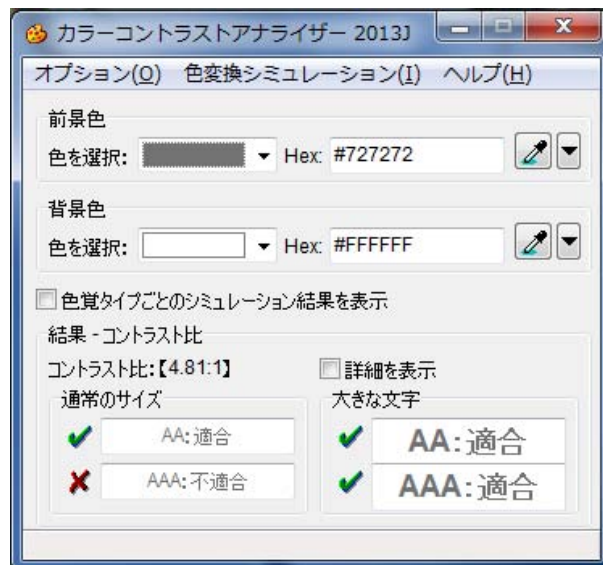 カラーコントラストアナライザー 2013J
オプション(O) 色変換シミュレーション(I) ヘルプ(H)
前景色
色を選択: Hex: #727272
背景色
色を選択: Hex: #FFFFFF
色覚タイプごとのシミュレーション結果を表示
結果 - コントラスト比
コントラスト比:【4.81:1】 詳細を表示
通常のサイズ 大きな文字
AA: 適合 AA: 適合
AAA: 不適合 AAA: 適合